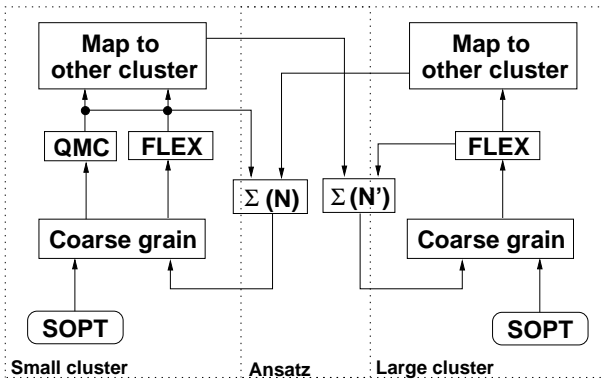 Map to
other cluster
Map to
other cluster
QMC
FLEX
FLEX
Σ (N)
Σ (N’)
Coarse grain
Coarse grain
SOPT
SOPT
Small cluster
Ansatz
Large cluster